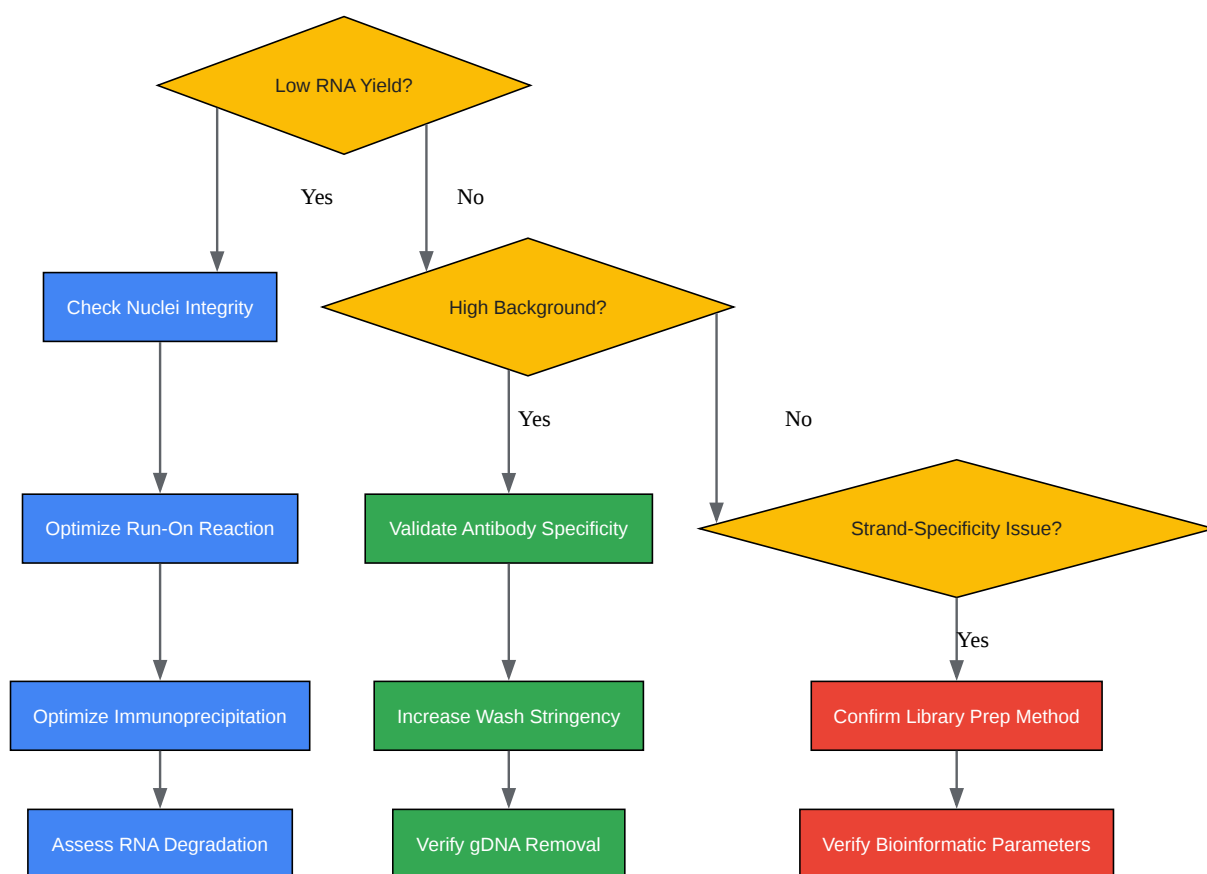 Low RNA Yield?
Yes
No
Check Nuclei Integrity
High Background?
Yes
No
Optimize Run-On Reaction
Validate Antibody Specificity
Strand-Specificity Issue?
Yes
Optimize Immunoprecipitation
Increase Wash Stringency
Confirm Library Prep Method
Assess RNA Degradation
Verify gDNA Removal
Verify Bioinformatic Parameters